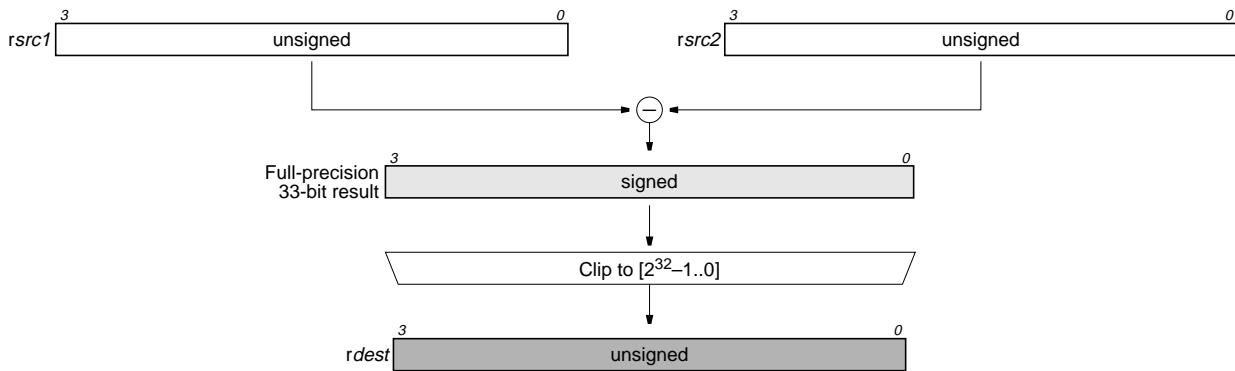 3 0 3 0
rsrc1 unsigned rsrc2 unsigned
−
3 0
Full-precision
33-bit result
signed
Clip to [2³²–1..0]
3 0
rdest unsigned